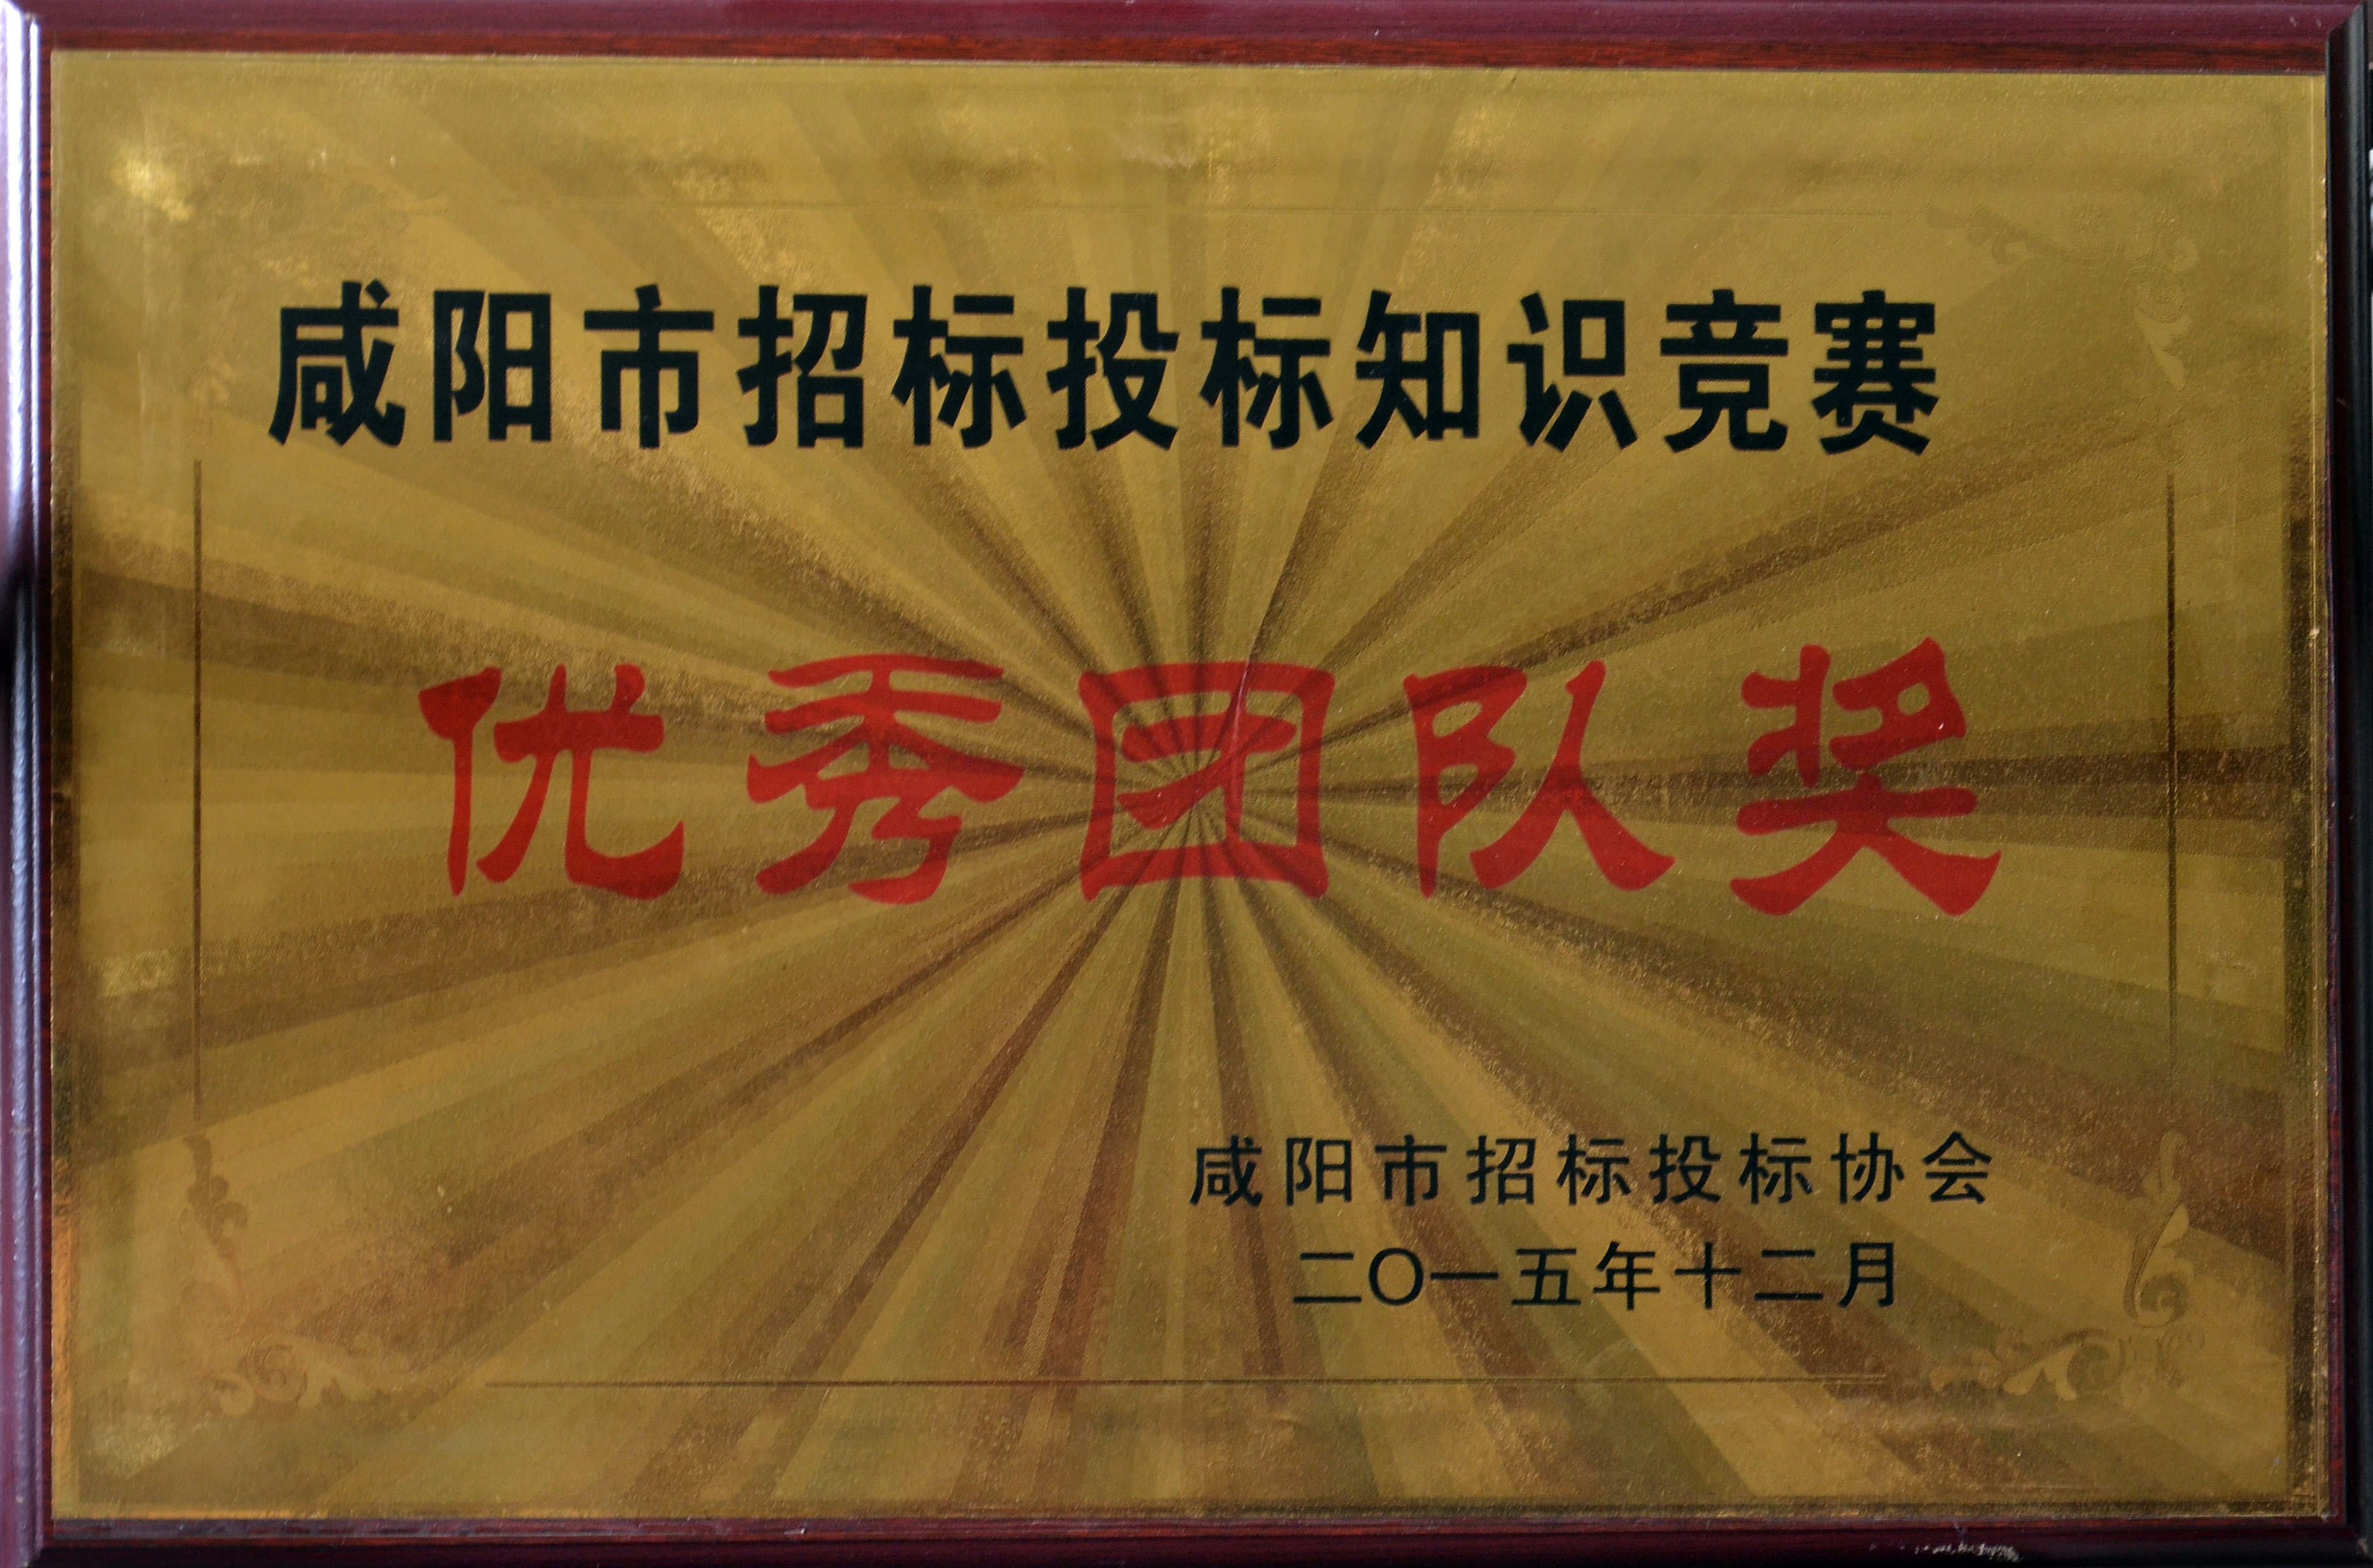 咸阳市招标投标知识竞赛
优秀团队奖
咸阳市招标投标协会
二〇一五年十二月